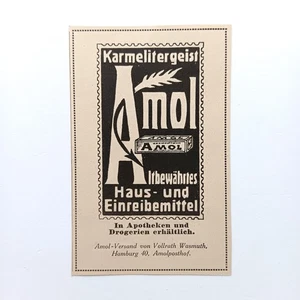 Karmelitergeist
Amol
AMOL
Altbewährtes
Haus- und
Einreibemittel
In Apotheken und
Drogerien erhältlich.
Amol-Versand von Vollrath Wasmuth,
Hamburg 40, Amolposthof.